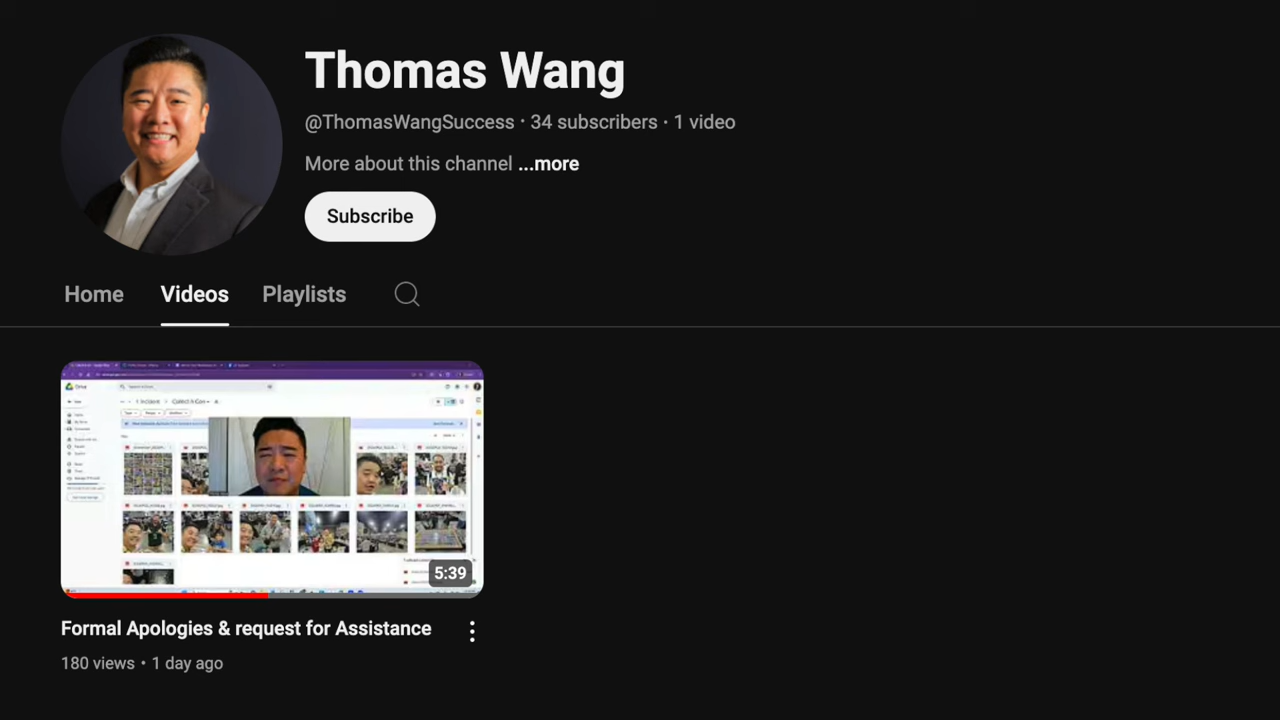 Thomas Wang
@ThomasWangSuccess · 34 subscribers · 1 video
More about this channel ...more
Subscribe
Home Videos Playlists
Drive
5:39
Formal Apologies & request for Assistance
180 views · 1 day ago